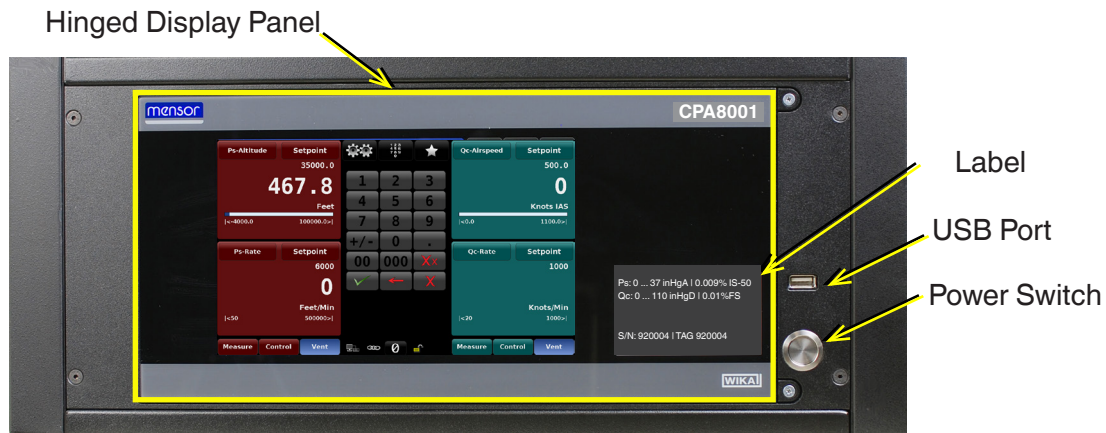 Hinged Display Panel
mensor
CPA8001
Ps-Altitude Setpoint
35000.0
467.8
Feet
|<-4000.0 100000.0>|
Ps-Rate Setpoint
6000
0
Feet/Min
|<50 500000>|
Measure Control Vent
1 2 3
4 5 6
7 8 9
+/- 0 .
00 000 XX
X
0
Qc-Airspeed Setpoint
500.0
0
Knots IAS
|<0.0 1100.0>|
Qc-Rate Setpoint
1000
0
Knots/Min
|<20 1000>|
Measure Control Vent
Ps: 0 ... 37 inHgA I 0.009% IS-50
Qc: 0 ... 110 inHgD I 0.01%FS
S/N: 920004 I TAG 920004
WIKAI
Label
USB Port
Power Switch